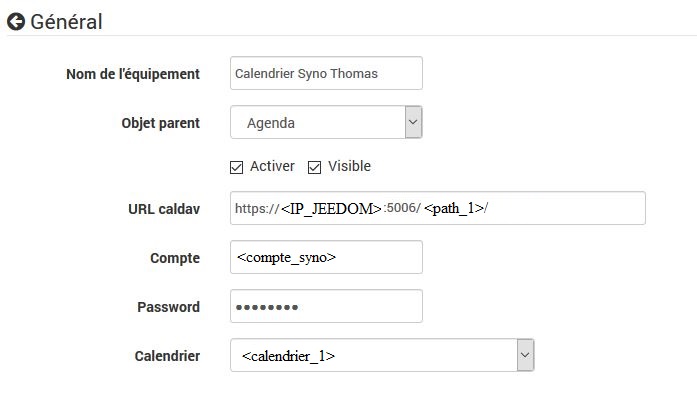 Général
Nom de l'équipement Calendrier Syno Thomas
Objet parent Agenda
Activer Visible
URL caldav https://<IP_JEEDOM>:5006/<path_1>/
Compte <compte_syno>
Password ●●●●●●●●
Calendrier <calendrier_1>